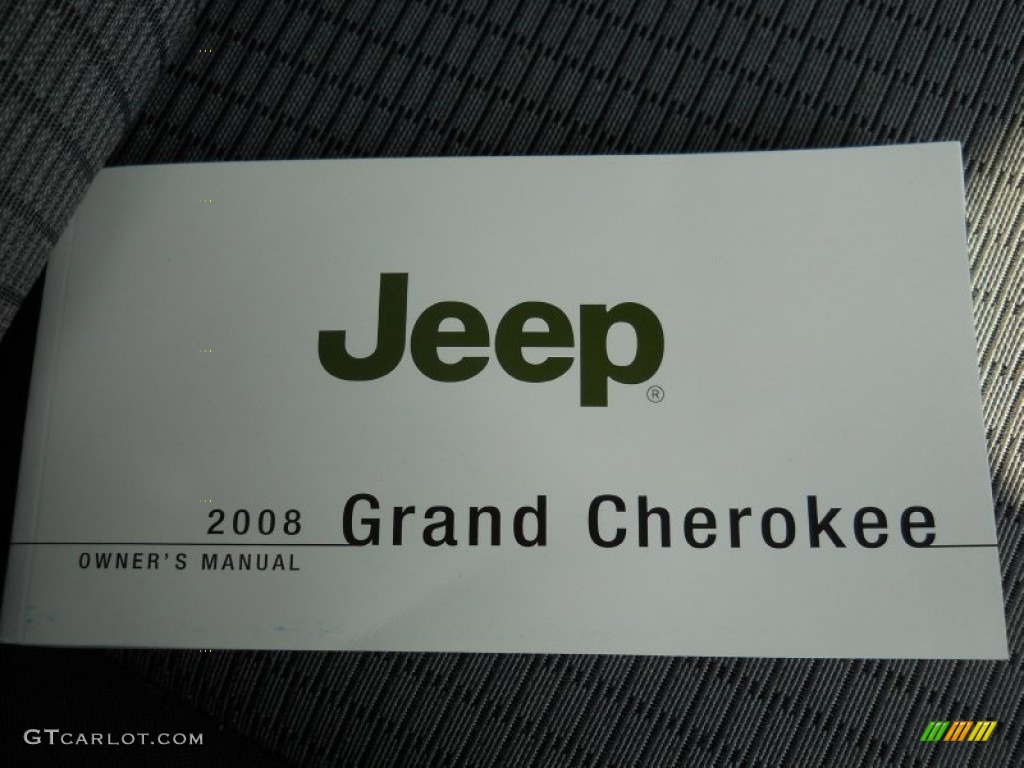 Jeep®
2008 Grand Cherokee
OWNER'S MANUAL
GTCARLOT.COM